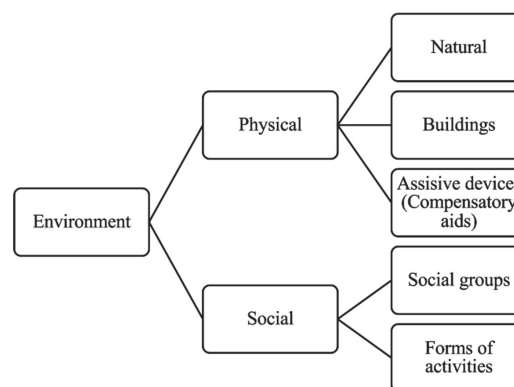 Natural
Physical
Buildings
Assisive device
(Compensatory
aids)
Environment
Social groups
Social
Forms of
activities